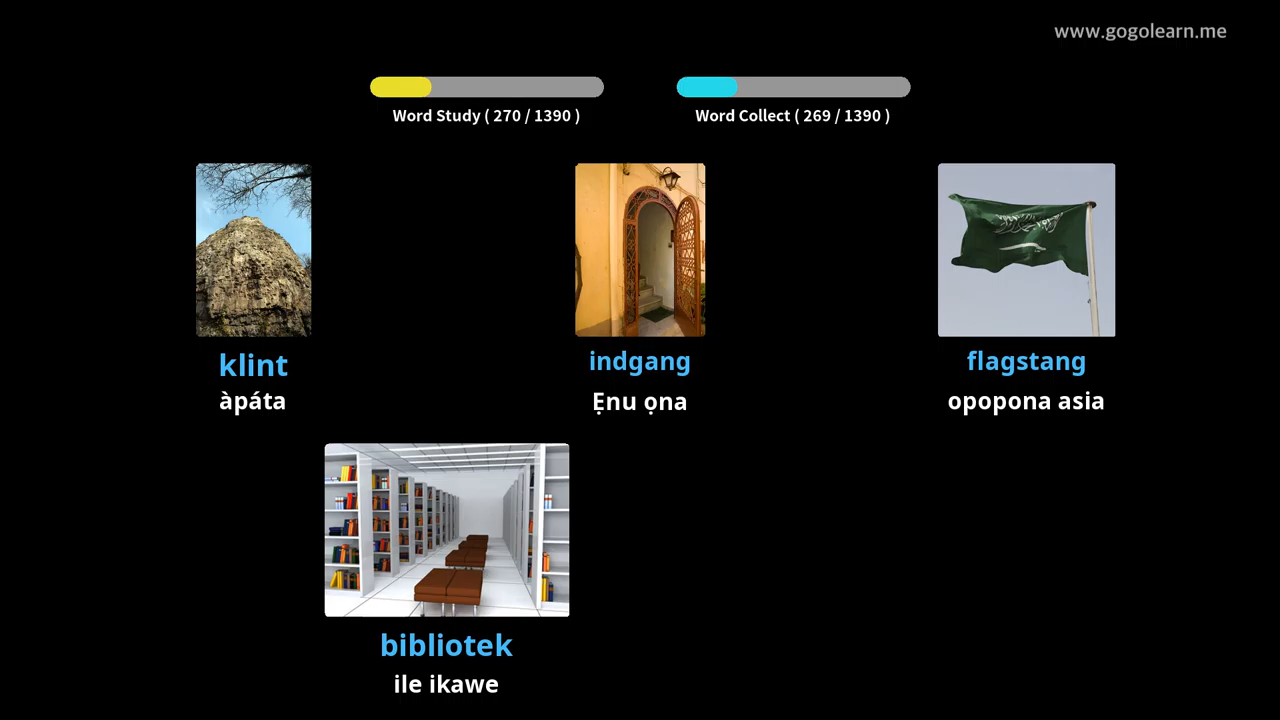 www.gogolearn.me
Word Study ( 270 / 1390 )
Word Collect ( 269 / 1390 )
klint
indgang
flagstang
àpáta
Ẹnu ọna
opopona asia
bibliotek
ile ikawe